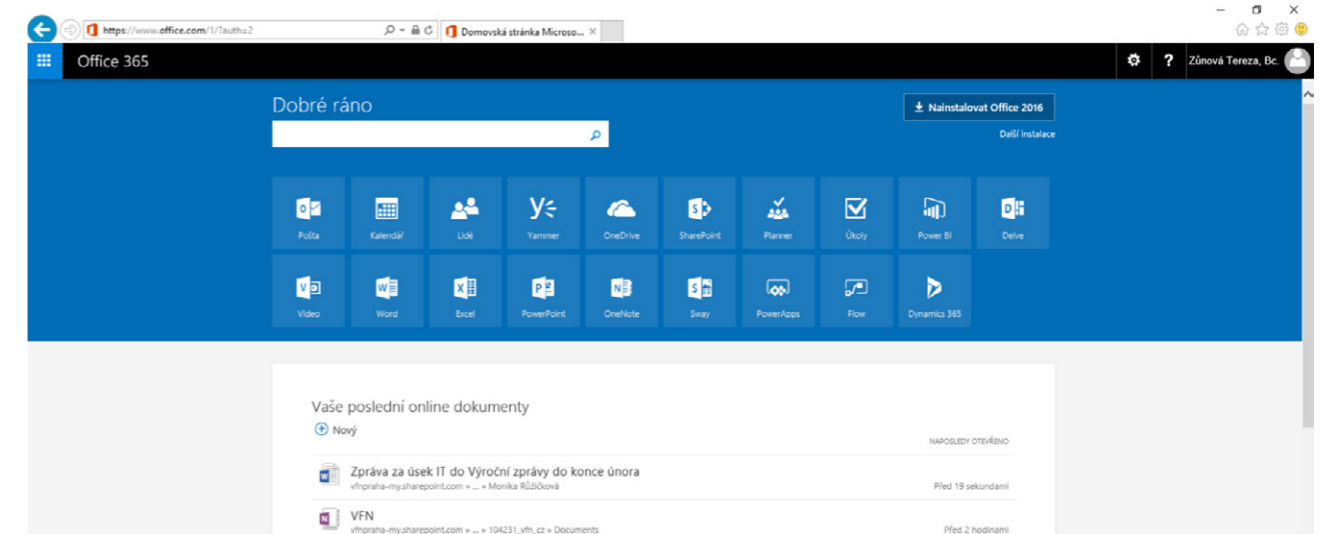 https://www.office.com/1/?auth=2
Domovská stránka Microso...
Office 365
? Zůnová Tereza, Bc.
Dobré ráno
Nainstalovat Office 2016
Další instalace
Pošta Kalendář Lidé Yammer OneDrive SharePoint Planner Úkoly Power BI Delve
Video Word Excel PowerPoint OneNote Sway PowerApps Flow Dynamics 365
Vaše poslední online dokumenty
Nový
NAPOSLEDY OTEVŘENO
Zpráva za úsek IT do Výroční zprávy do konce února
vfnpraha-my.sharepoint.com » ... » Monika Růžičková
Před 19 sekundami
VFN
vfnpraha-my.sharepoint.com » ... » 104231_vfn_cz » Documents
Před 2 hodinami